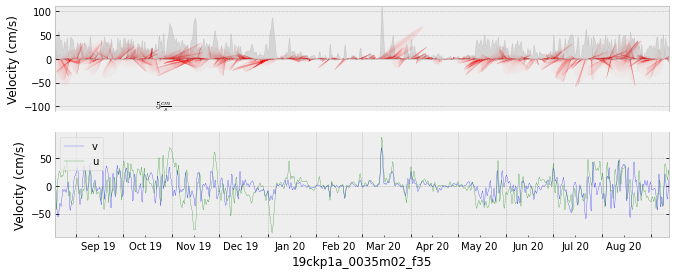 100
50
0
−50
−100
Velocity (cm/s)
5 cm/s
50
0
−50
Velocity (cm/s)
v
u
Sep 19 Oct 19 Nov 19 Dec 19 Jan 20 Feb 20 Mar 20 Apr 20 May 20 Jun 20 Jul 20 Aug 20
19ckp1a_0035m02_f35